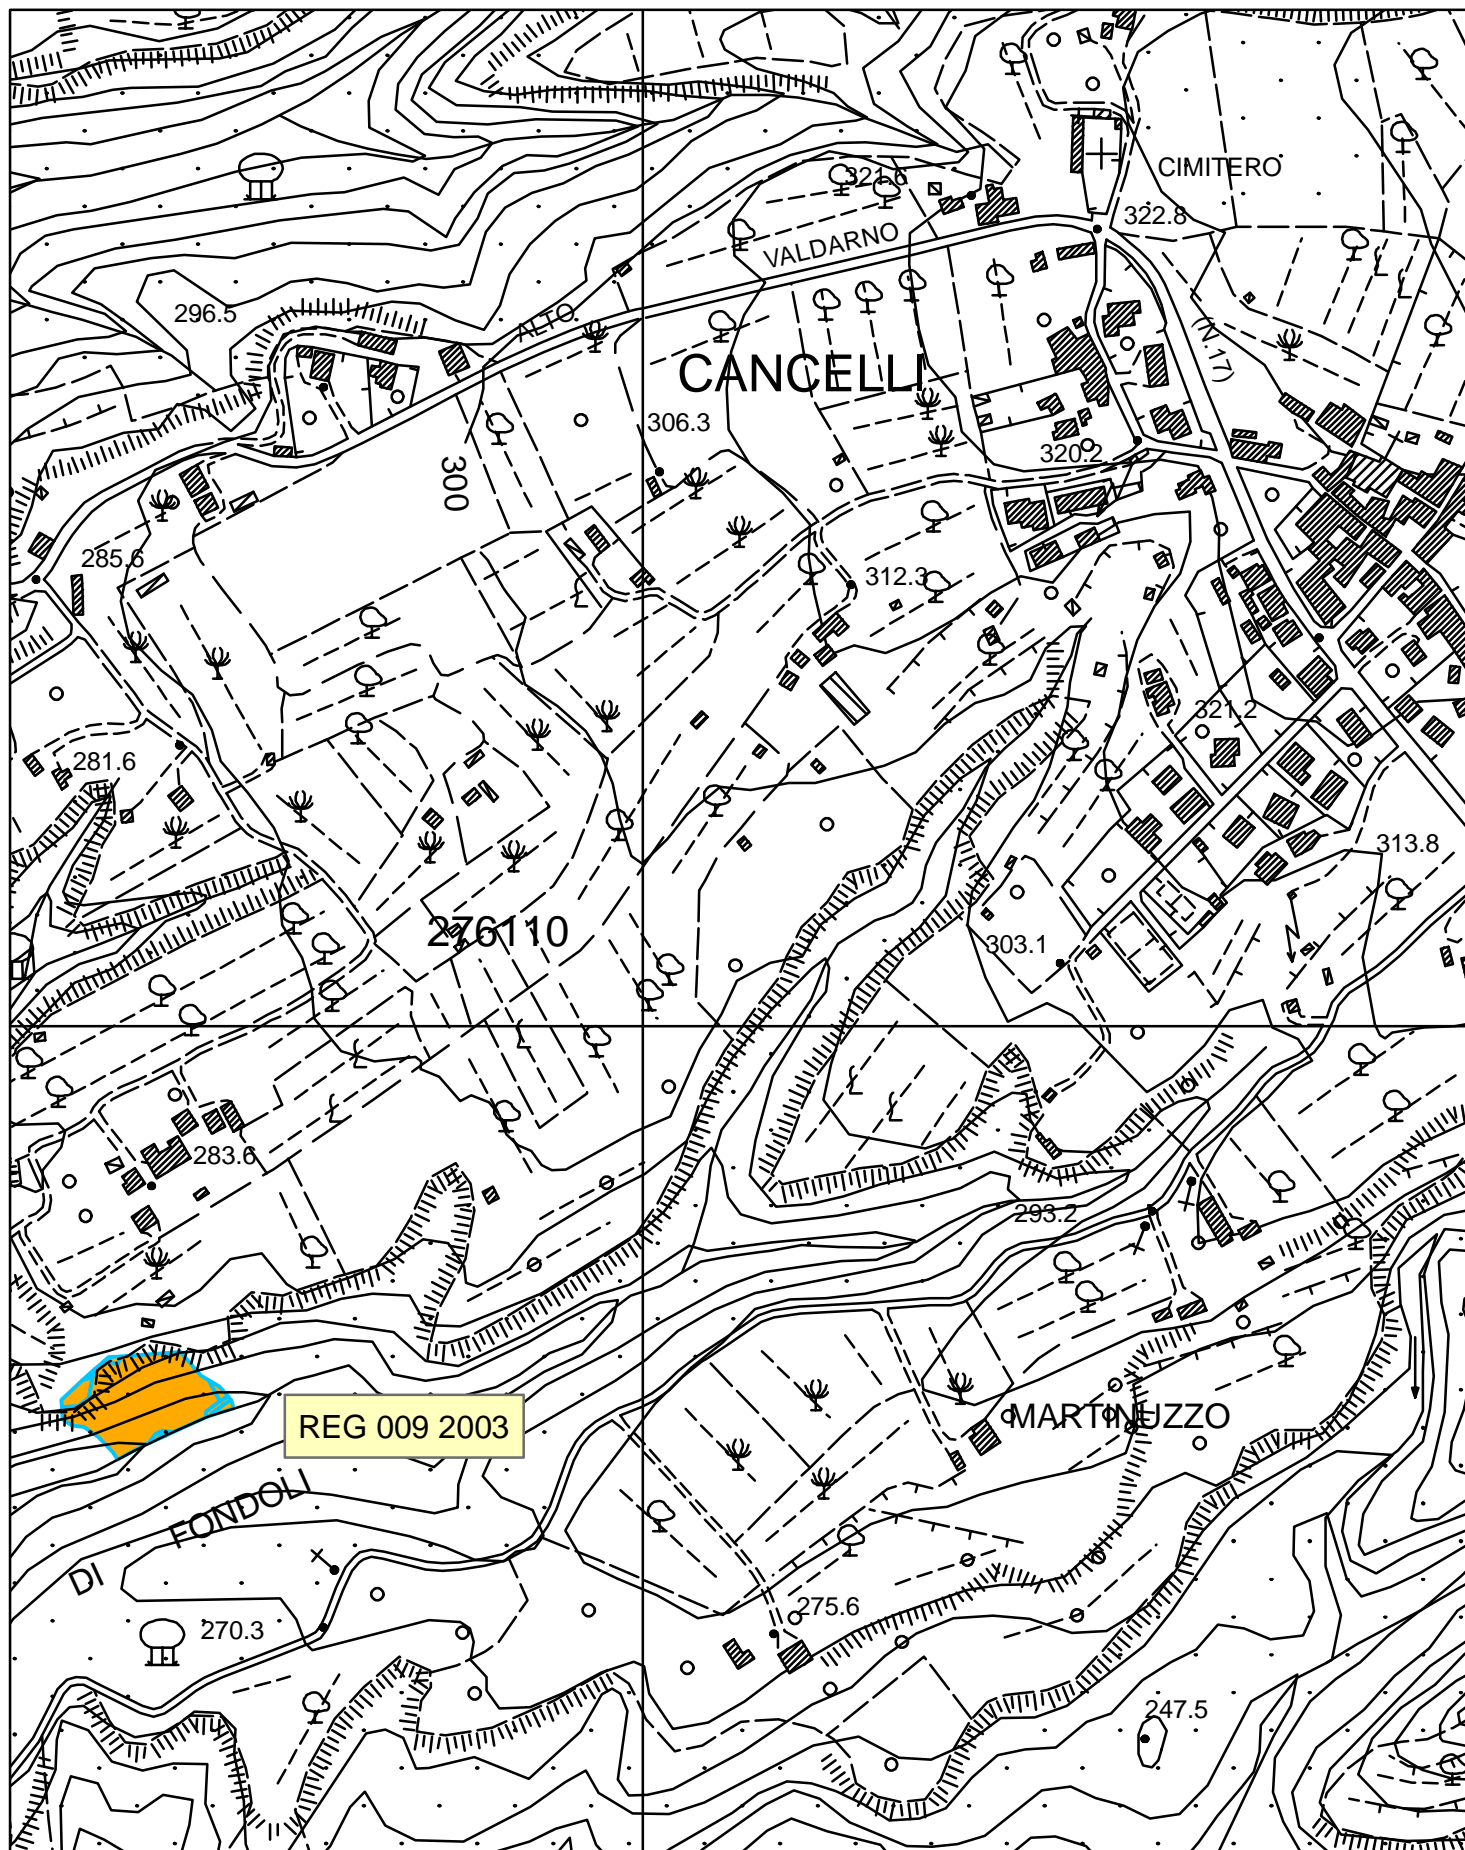 CIMITERO
321.6
322.8
VALDARNO
296.5
ALTO
(N.17)
CANCELLI
306.3
320.2
300
285.6
312.3
321.2
281.6
313.8
276110
303.1
283.6
293.2
REG 009 2003
MARTINUZZO
FONDOLI
DI
275.6
270.3
247.5